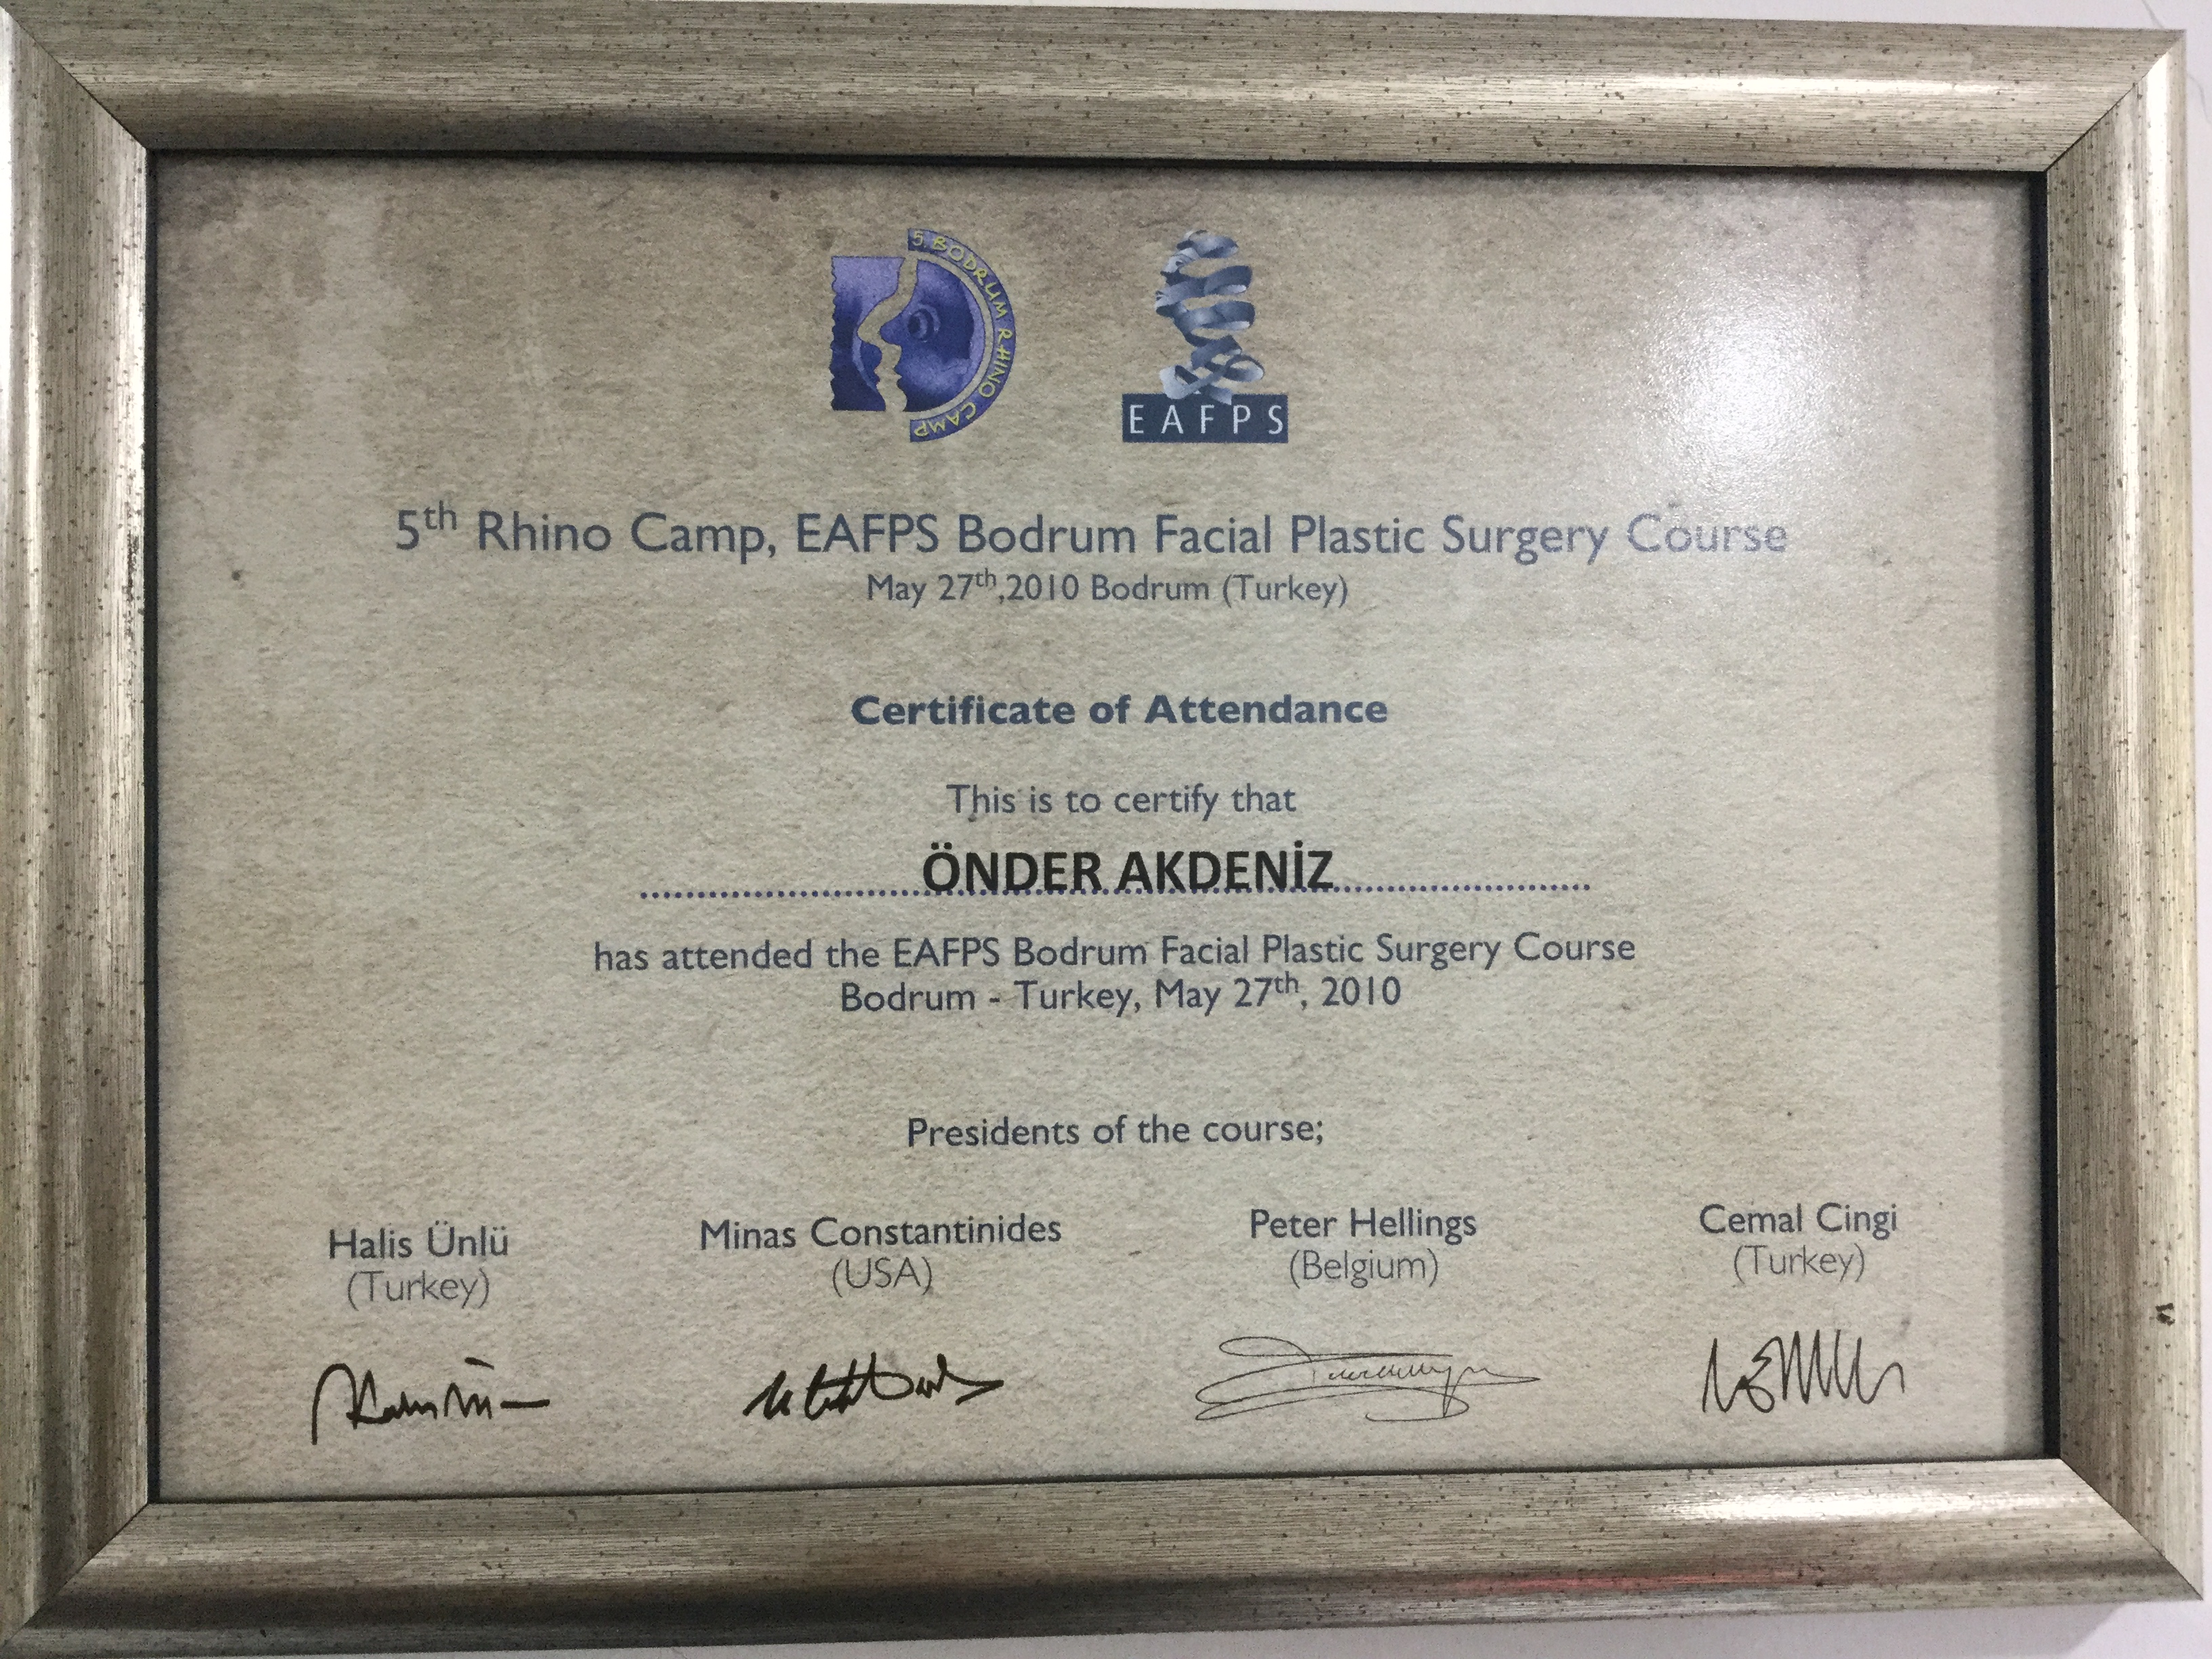 5. BODRUM RHINO CAMP
EAFPS
5th Rhino Camp, EAFPS Bodrum Facial Plastic Surgery Course
May 27th,2010 Bodrum (Turkey)
Certificate of Attendance
This is to certify that
ÖNDER AKDENİZ
has attended the EAFPS Bodrum Facial Plastic Surgery Course
Bodrum - Turkey, May 27th, 2010
Presidents of the course;
Halis Ünlü Minas Constantinides Peter Hellings Cemal Cingi
(Turkey) (USA) (Belgium) (Turkey)